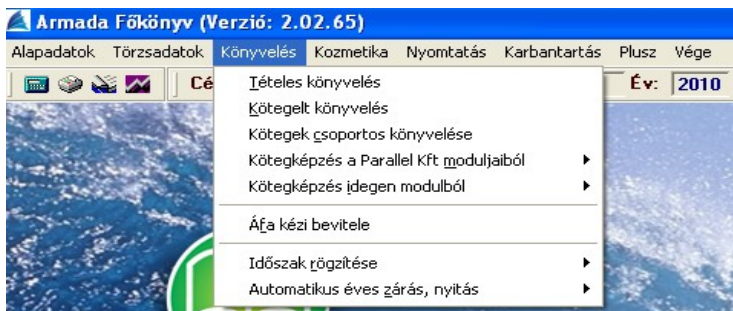 Armada Főkönyv (Verzió: 2.02.65)
Alapadatok Törzsadatok Könyvelés Kozmetika Nyomtatás Karbantartás Plusz Vége
Cé Év: 2010
Tételes könyvelés
Kötegelt könyvelés
Kötegek csoportos könyvelése
Kötegképzés a Parallel Kft moduljaiból
Kötegképzés idegen modulból
Áfa kézi bevitele
Időszak rögzítése
Automatikus éves zárás, nyitás